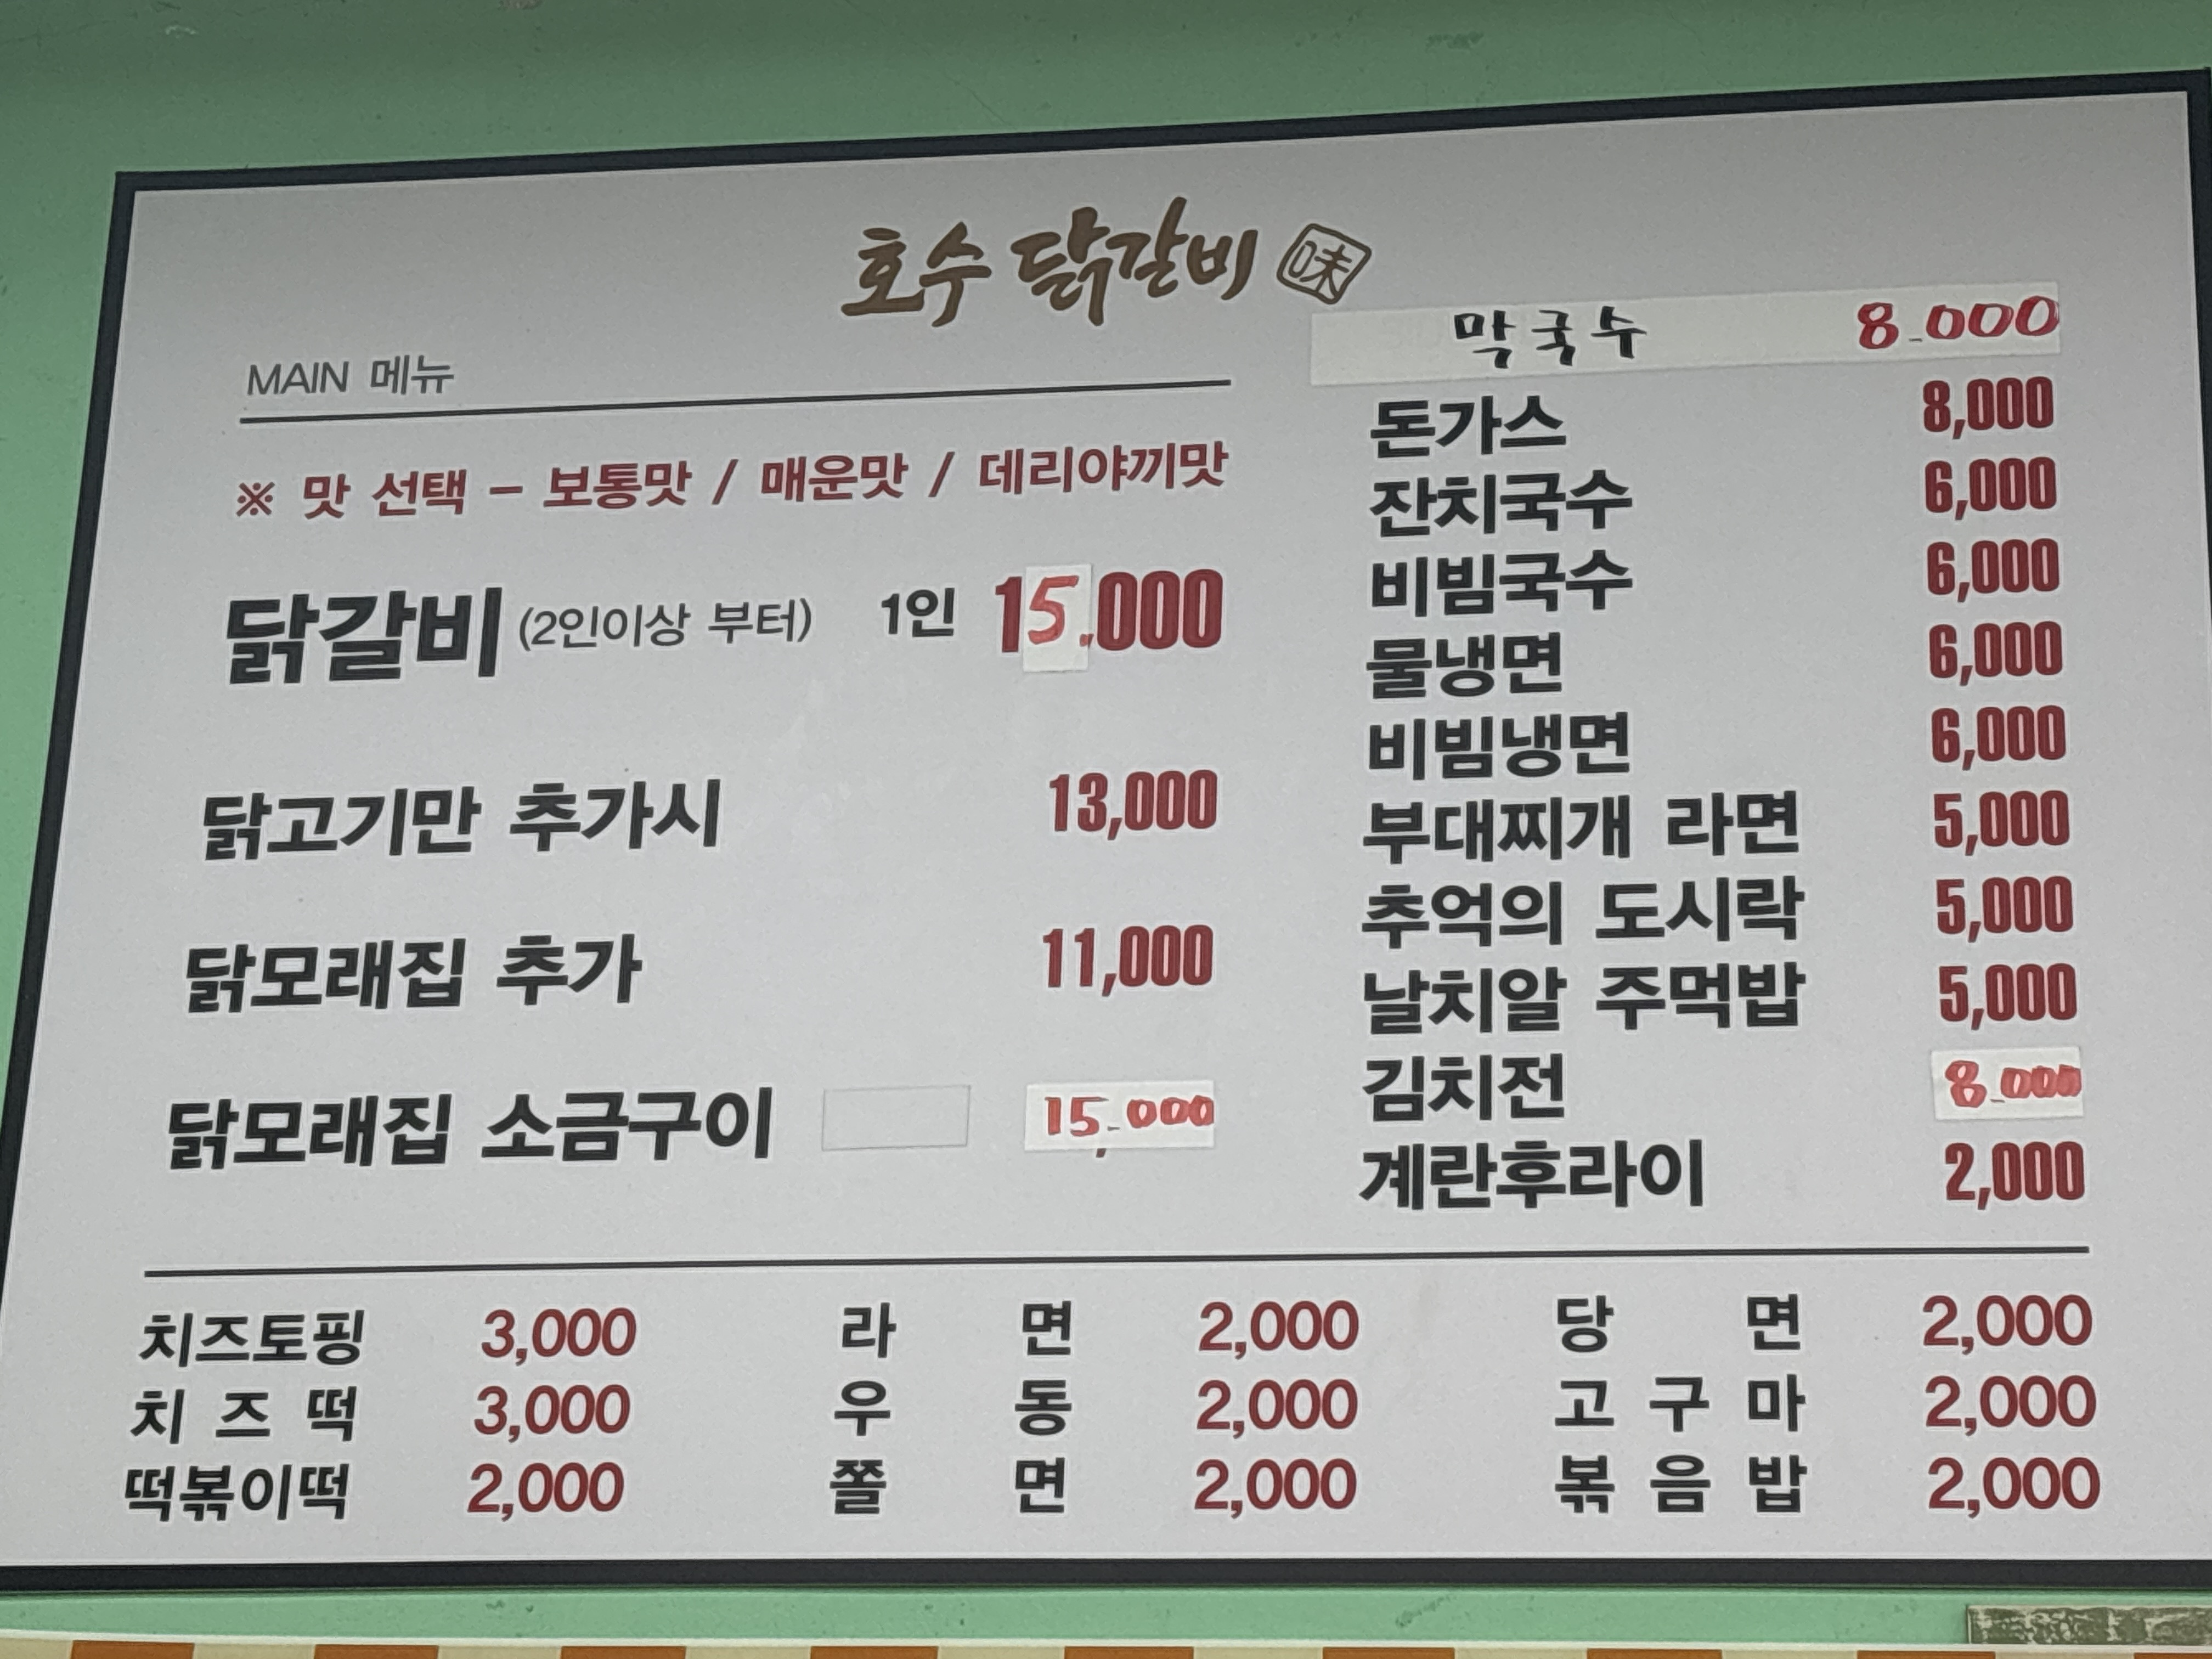 호수 닭갈비 味
MAIN 메뉴
※ 맛 선택 - 보통맛 / 매운맛 / 데리야끼맛
닭갈비 (2인이상 부터) 1인 15.000
닭고기만 추가시 13,000
닭모래집 추가 11,000
닭모래집 소금구이 15.000
막국수 8.000
돈가스 8,000
잔치국수 6,000
비빔국수 6,000
물냉면 6,000
비빔냉면 6,000
부대찌개 라면 5,000
추억의 도시락 5,000
날치알 주먹밥 5,000
김치전 8.000
계란후라이 2,000
치즈토핑 3,000 라면 2,000 당면 2,000
치즈떡 3,000 우동 2,000 고구마 2,000
떡볶이떡 2,000 쫄면 2,000 볶음밥 2,000